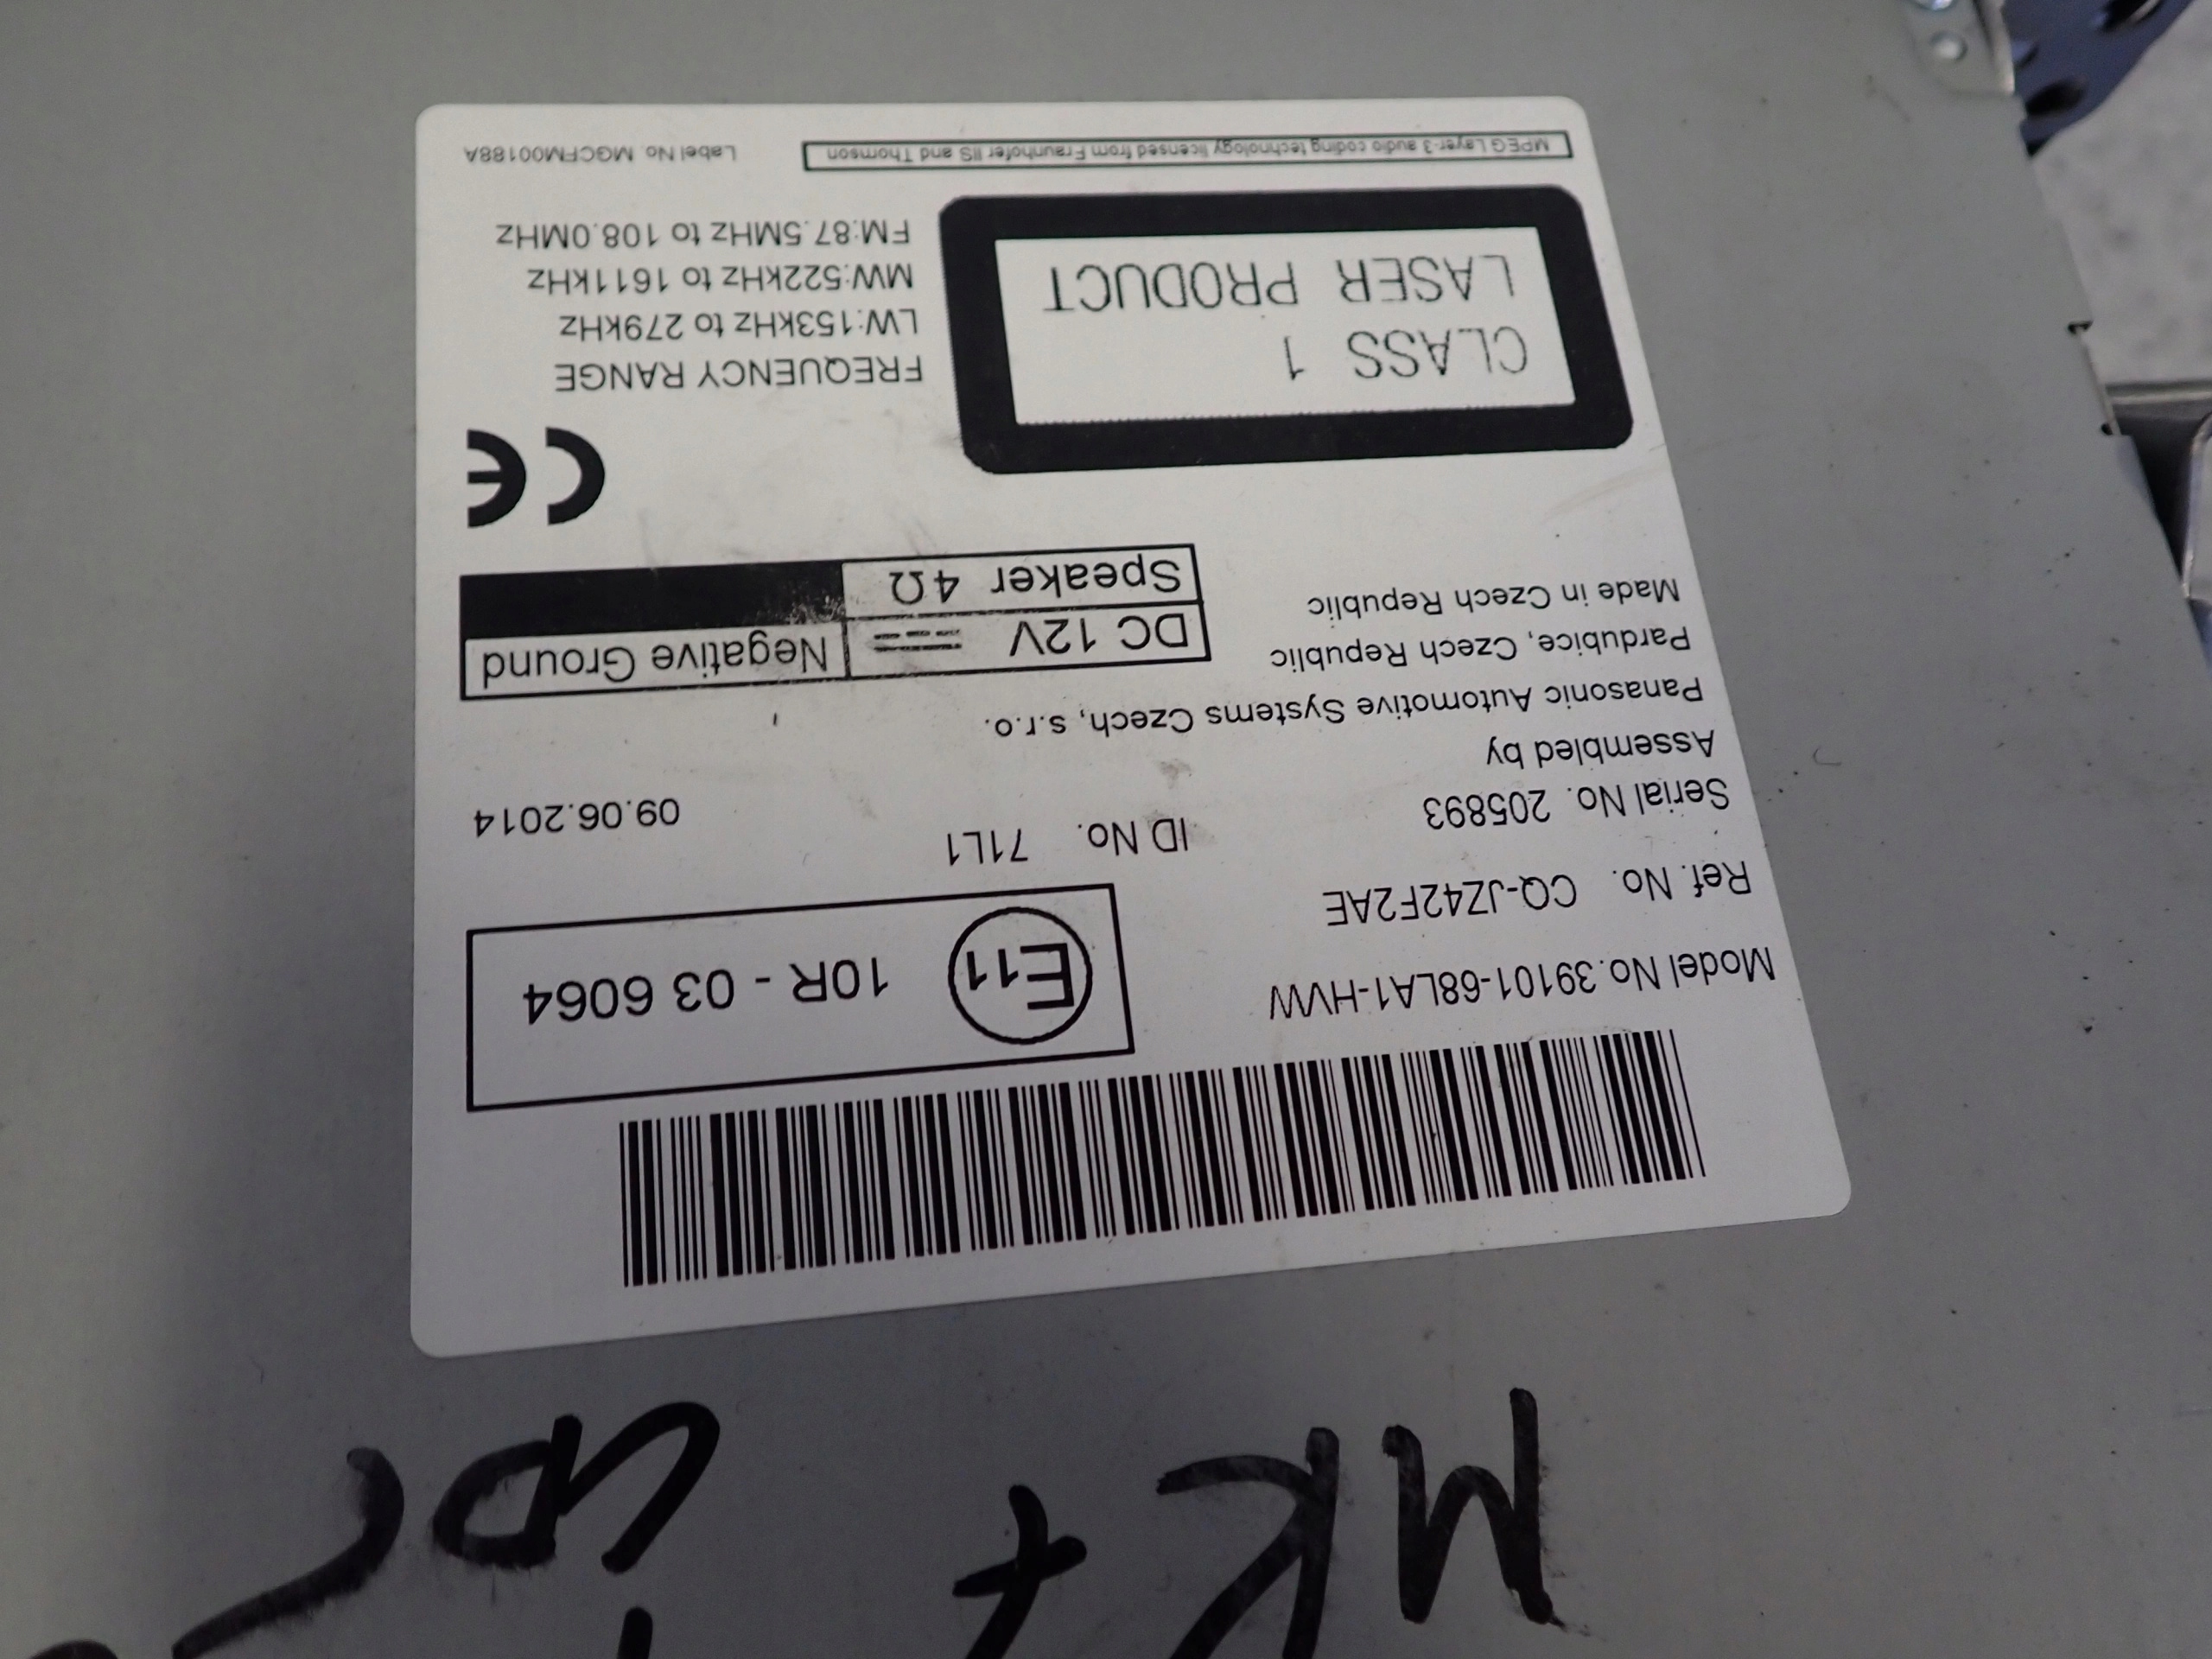 Model No.39101-68LA1-HVW
E11 10R - 03 6064
Ref. No. CQ-JZ42F2AE
Serial No. 205893
ID No. 71L1
09.06.2014
Assembled by
Panasonic Automotive Systems Czech, s.r.o.
Pardubice, Czech Republic
Made in Czech Republic
DC 12V Negative Ground
Speaker 4Ω
CE
CLASS 1
LASER PRODUCT
FREQUENCY RANGE
LW:153kHz to 279kHz
MW:522kHz to 1611kHz
FM:87.5MHz to 108.0MHz
MPEG Layer-3 audio coding technology licensed from Fraunhofer IIS and Thomson
Label No. MGCFM00188A